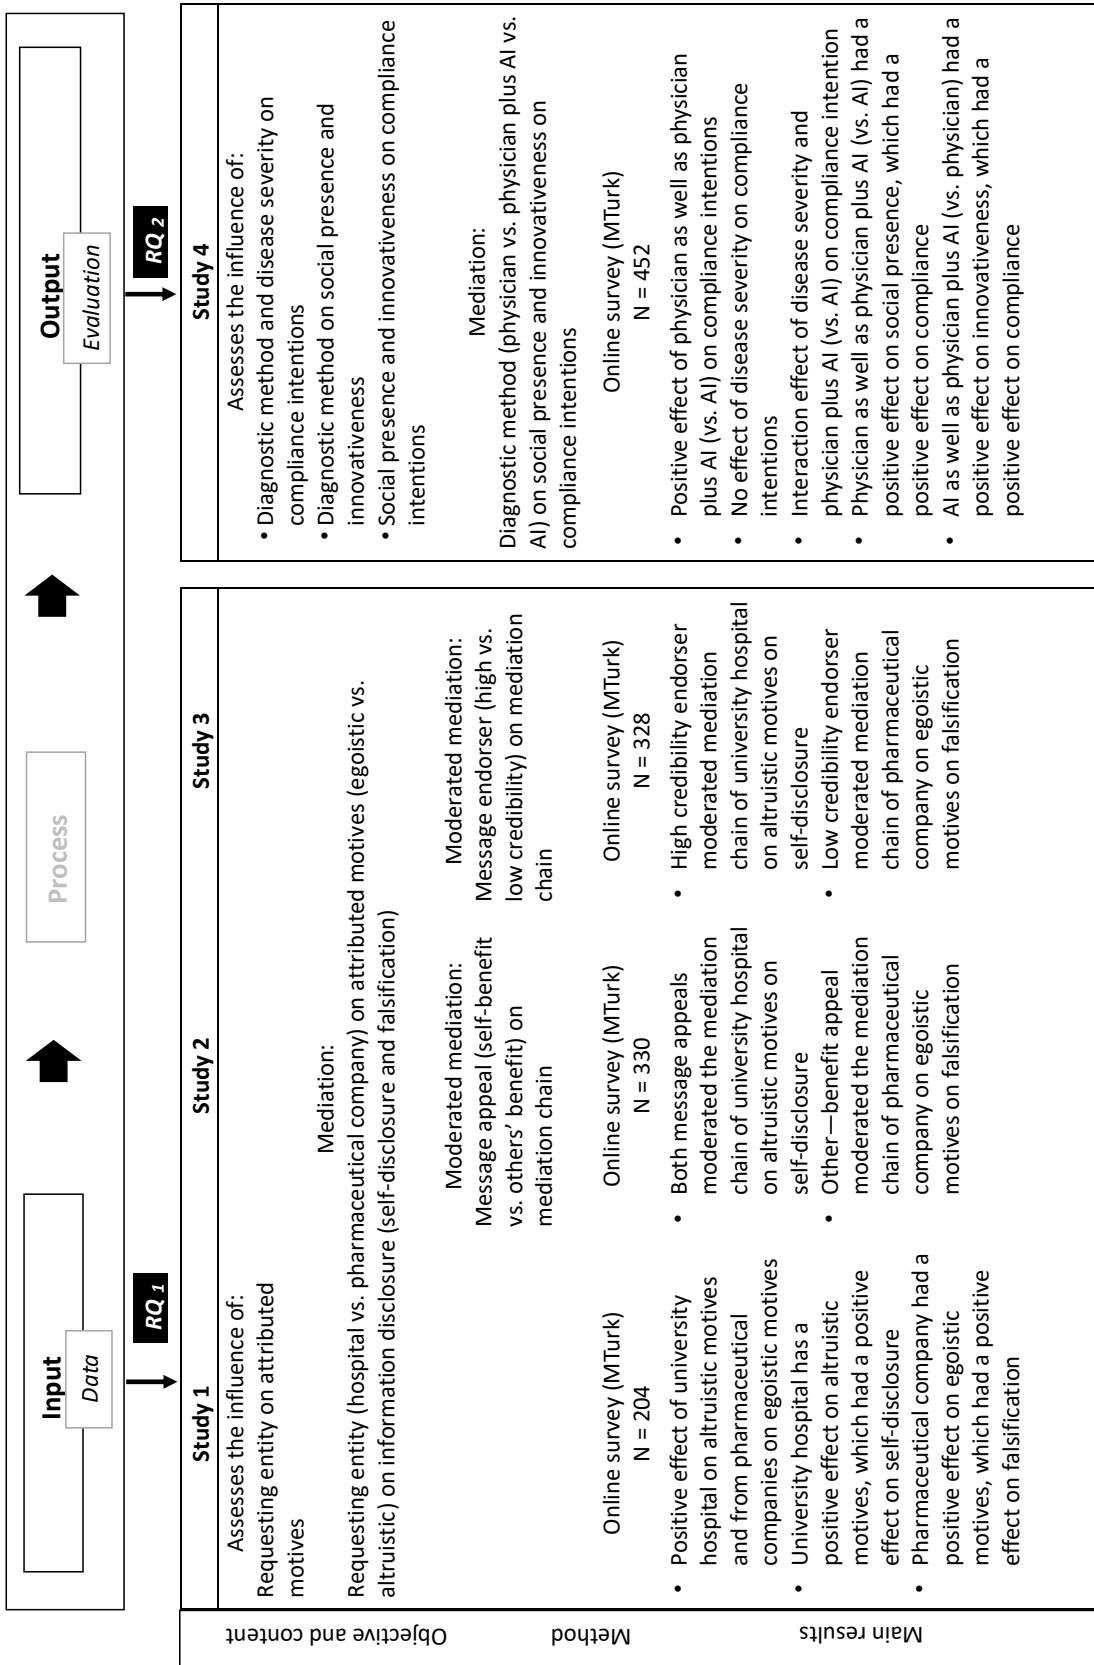 Input
Data
Process
Output
Evaluation
RQ 1
RQ 2
Study 1
Study 2
Study 3
Study 4
Objective and content
Assesses the influence of:
Requesting entity on attributed
motives
Mediation:
Requesting entity (hospital vs. pharmaceutical company) on attributed motives (egoistic vs.
altruistic) on information disclosure (self-disclosure and falsification)
Moderated mediation:
Message appeal (self-benefit
vs. others' benefit) on
mediation chain
Moderated mediation:
Message endorser (high vs.
low credibility) on mediation
chain
Assesses the influence of:
• Diagnostic method and disease severity on
compliance intentions
• Diagnostic method on social presence and
innovativeness
• Social presence and innovativeness on compliance
intentions
Mediation:
Diagnostic method (physician vs. physician plus AI vs.
AI) on social presence and innovativeness on
compliance intentions
Method
Online survey (MTurk)
N = 204
Online survey (MTurk)
N = 330
Online survey (MTurk)
N = 328
Online survey (MTurk)
N = 452
Main results
• Positive effect of university
hospital on altruistic motives
and from pharmaceutical
companies on egoistic motives
• University hospital has a
positive effect on altruistic
motives, which had a positive
effect on self-disclosure
• Pharmaceutical company had a
positive effect on egoistic
motives, which had a positive
effect on falsification
• Both message appeals
moderated the mediation
chain of university hospital
on altruistic motives on
self-disclosure
• Other—benefit appeal
moderated the mediation
chain of pharmaceutical
company on egoistic
motives on falsification
• High credibility endorser
moderated mediation
chain of university hospital
on altruistic motives on
self-disclosure
• Low credibility endorser
moderated mediation
chain of pharmaceutical
company on egoistic
motives on falsification
• Positive effect of physician as well as physician
plus AI (vs. AI) on compliance intentions
• No effect of disease severity on compliance
intentions
• Interaction effect of disease severity and
physician plus AI (vs. AI) on compliance intention
• Physician as well as physician plus AI (vs. AI) had a
positive effect on social presence, which had a
positive effect on compliance
• AI as well as physician plus AI (vs. physician) had a
positive effect on innovativeness, which had a
positive effect on compliance